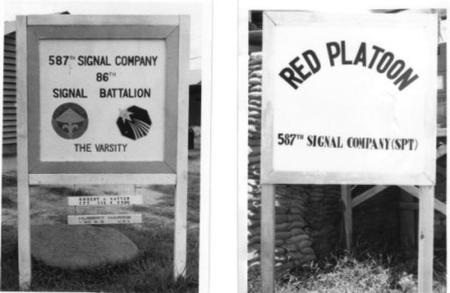 587TH SIGNAL COMPANY
86TH
SIGNAL BATTALION
THE VARSITY
RED PLATOON
587TH SIGNAL COMPANY (SPT)